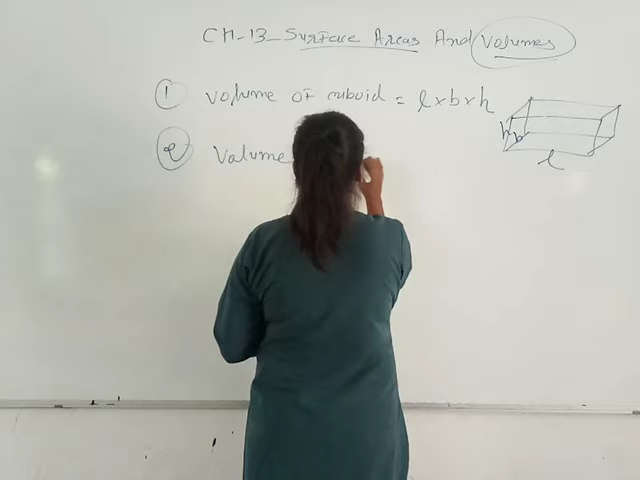 CH-13-Surface Areas And Volumes
① Volume of cuboid = l×b×h
② Volume
h
b
l